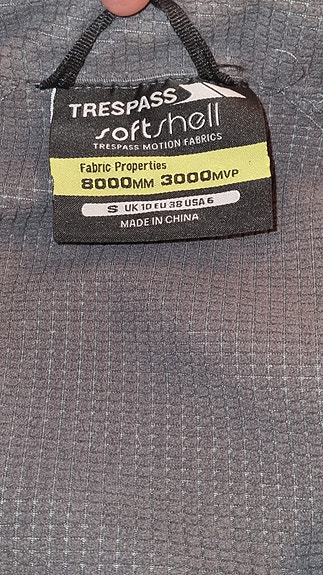 TRESPASS
softshell
TRESPASS MOTION FABRICS
Fabric Properties
8000MM 3000MVP
S UK 10 EU 38 USA 6
MADE IN CHINA